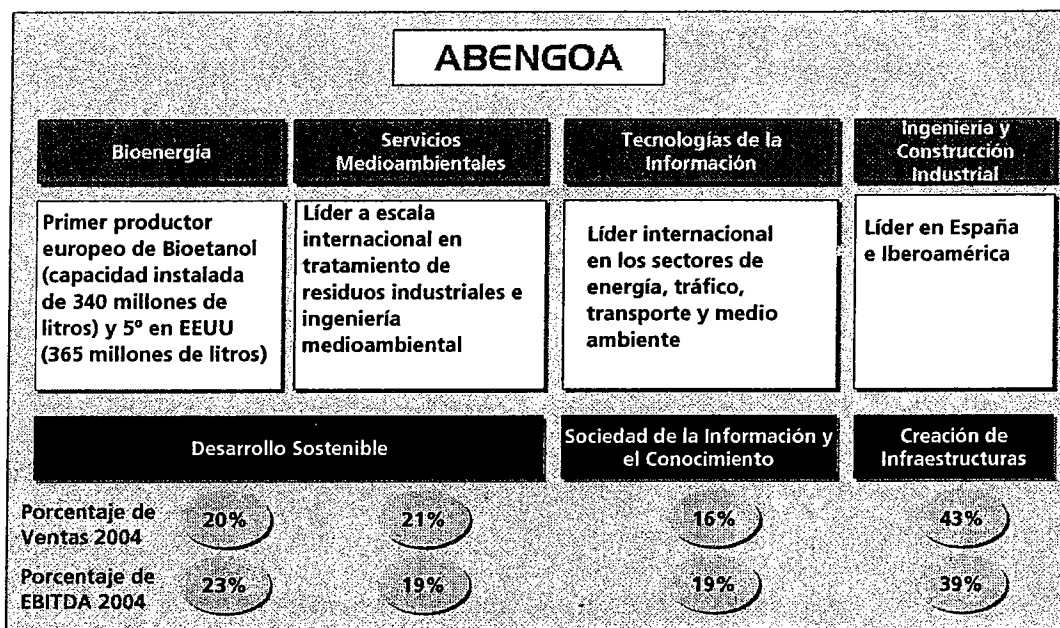 ABENGOA
Bioenergía
Servicios
Medioambientales
Tecnologías de la
Información
Ingeniería y
Construcción
Industrial
Primer productor
europeo de Bioetanol
(capacidad instalada
de 340 millones de
litros) y 5º en EEUU
(365 millones de litros)
Líder a escala
internacional en
tratamiento de
residuos industriales e
ingeniería
medioambiental
Líder internacional
en los sectores de
energía, tráfico,
transporte y medio
ambiente
Líder en España
e Iberoamérica
Desarrollo Sostenible
Sociedad de la Información y
el Conocimiento
Creación de
Infraestructuras
Porcentaje de
Ventas 2004
20%
21%
16%
43%
Porcentaje de
EBITDA 2004
23%
19%
19%
39%